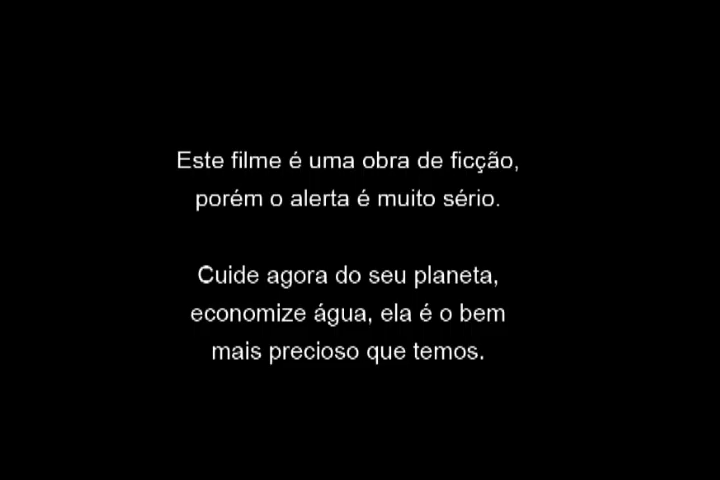 Este filme é uma obra de ficção,
porém o alerta é muito sério.
Cuide agora do seu planeta,
economize água, ela é o bem
mais precioso que temos.